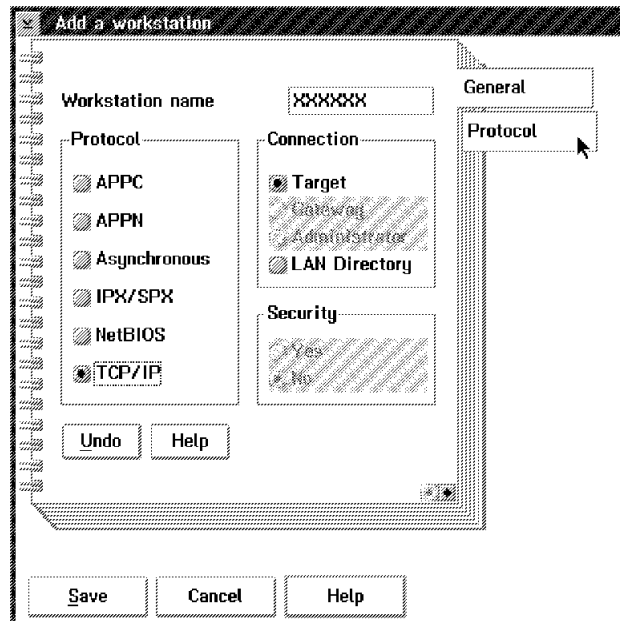 Add a workstation
General
Protocol
Workstation name XXXXXX
Protocol
APPC
APPN
Asynchronous
IPX/SPX
NetBIOS
TCP/IP
Connection
Target
Gateway
Administrator
LAN Directory
Security
Yes
No
Undo Help
Save Cancel Help